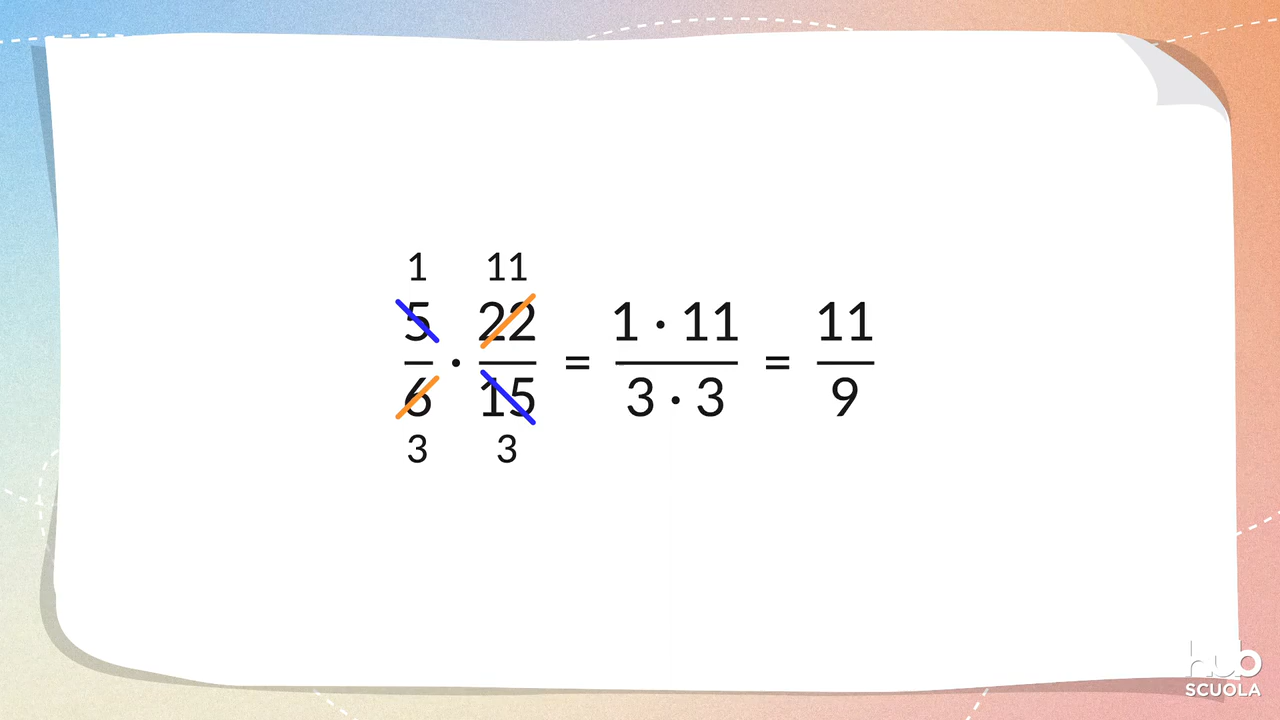 1 11
5/6 · 22/15 = 1 · 11/3 · 3 = 11/9
3 3
hub
SCUOLA